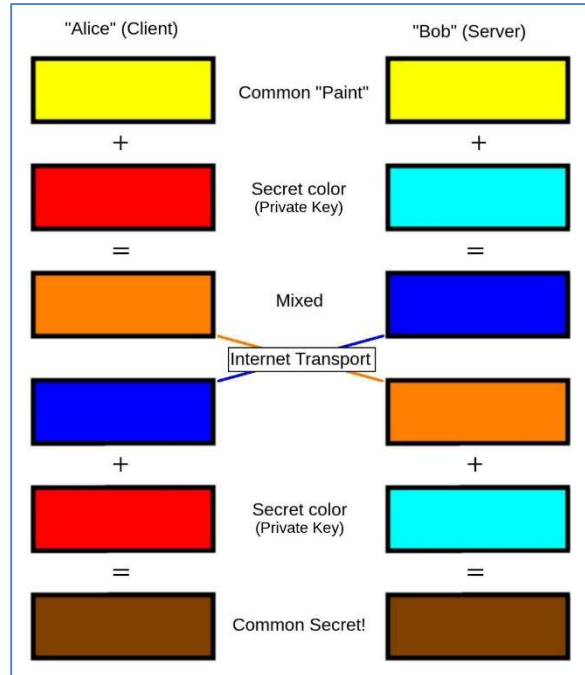 "Alice" (Client)
"Bob" (Server)
Common "Paint"
+
+
Secret color
(Private Key)
=
=
Mixed
Internet Transport
+
+
Secret color
(Private Key)
=
=
Common Secret!